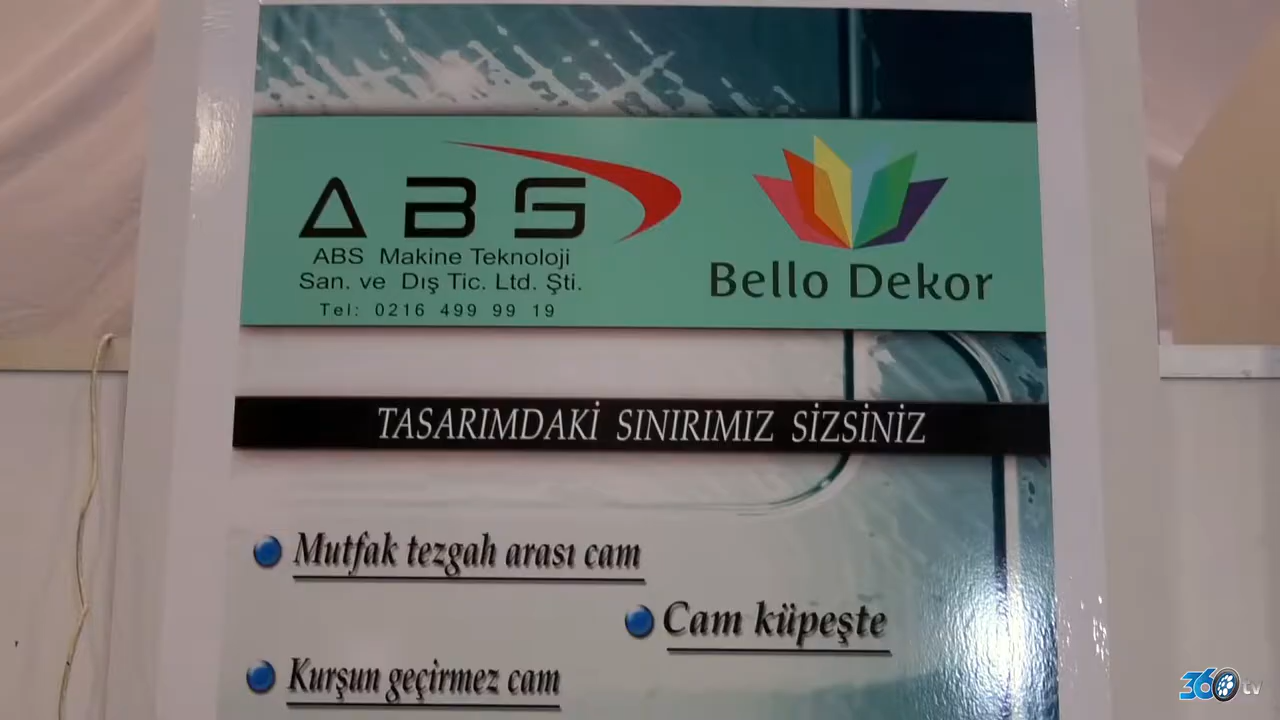 ABS
ABS Makine Teknoloji
San. ve Dış Tic. Ltd. Şti.
Tel: 0216 499 99 19
Bello Dekor
TASARIMDAKİ SINIRIMIZ SİZSİNİZ
Mutfak tezgah arası cam
Cam küpeşte
Kurşun geçirmez cam
360 tv